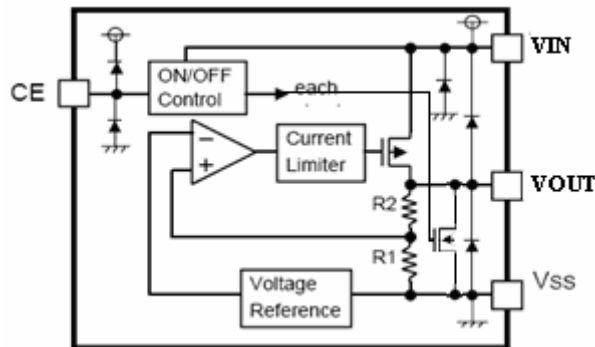 VIN
CE
ON/OFF
Control
each
−
+
Current
Limiter
VOUT
R2
R1
Voltage
Reference
Vss